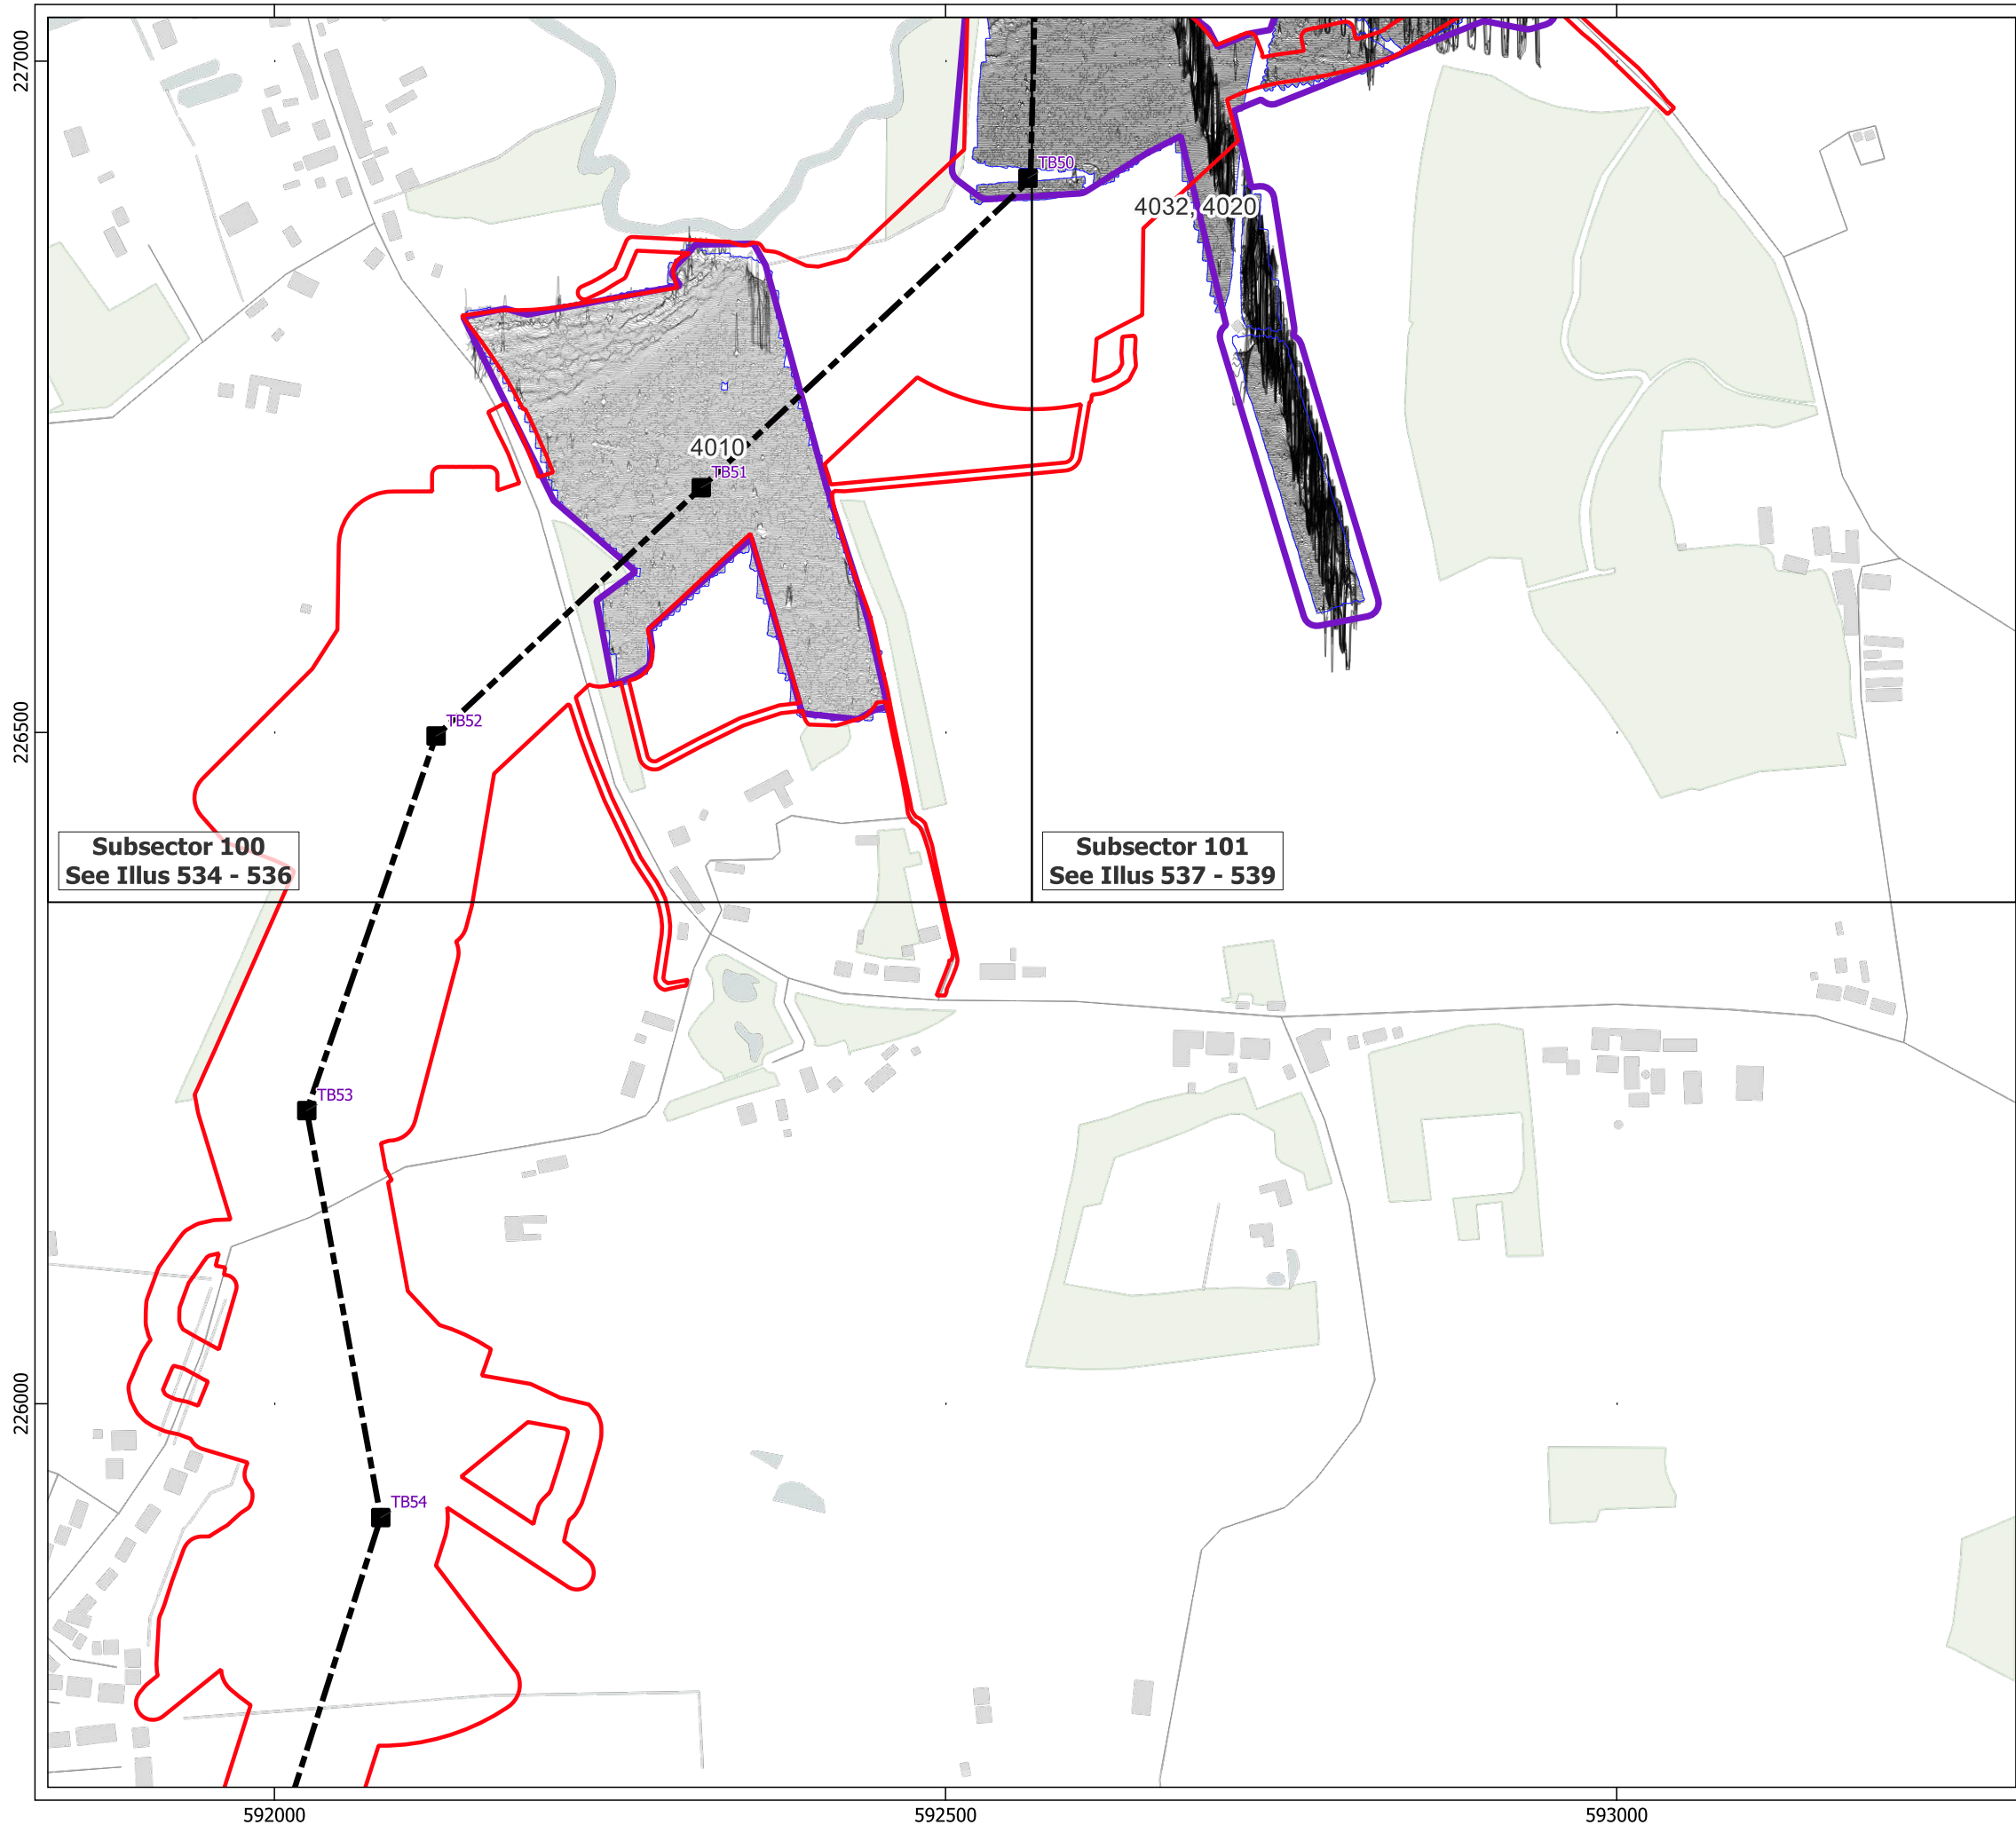 227000
TB50
4032, 4020
4010
TB51
226500
TB52
Subsector 100
See Illus 534 - 536
Subsector 101
See Illus 537 - 539
TB53
226000
TB54
592000
592500
593000